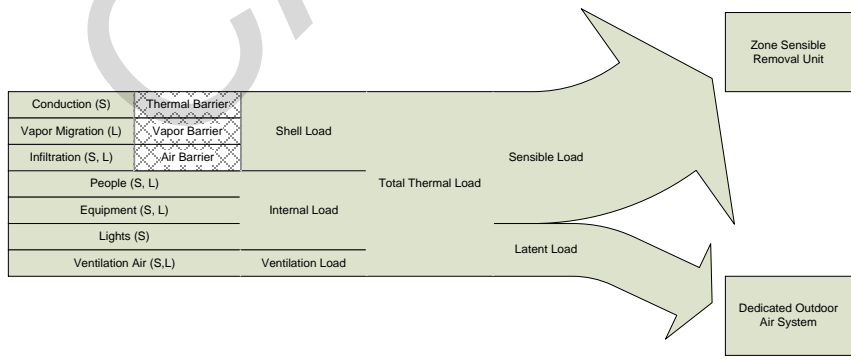 Zone Sensible
Removal Unit
Conduction (S)
Thermal Barrier
Vapor Migration (L)
Vapor Barrier
Shell Load
Infiltration (S, L)
Air Barrier
Sensible Load
People (S, L)
Total Thermal Load
Equipment (S, L)
Internal Load
Lights (S)
Latent Load
Ventilation Air (S,L)
Ventilation Load
Dedicated Outdoor
Air System